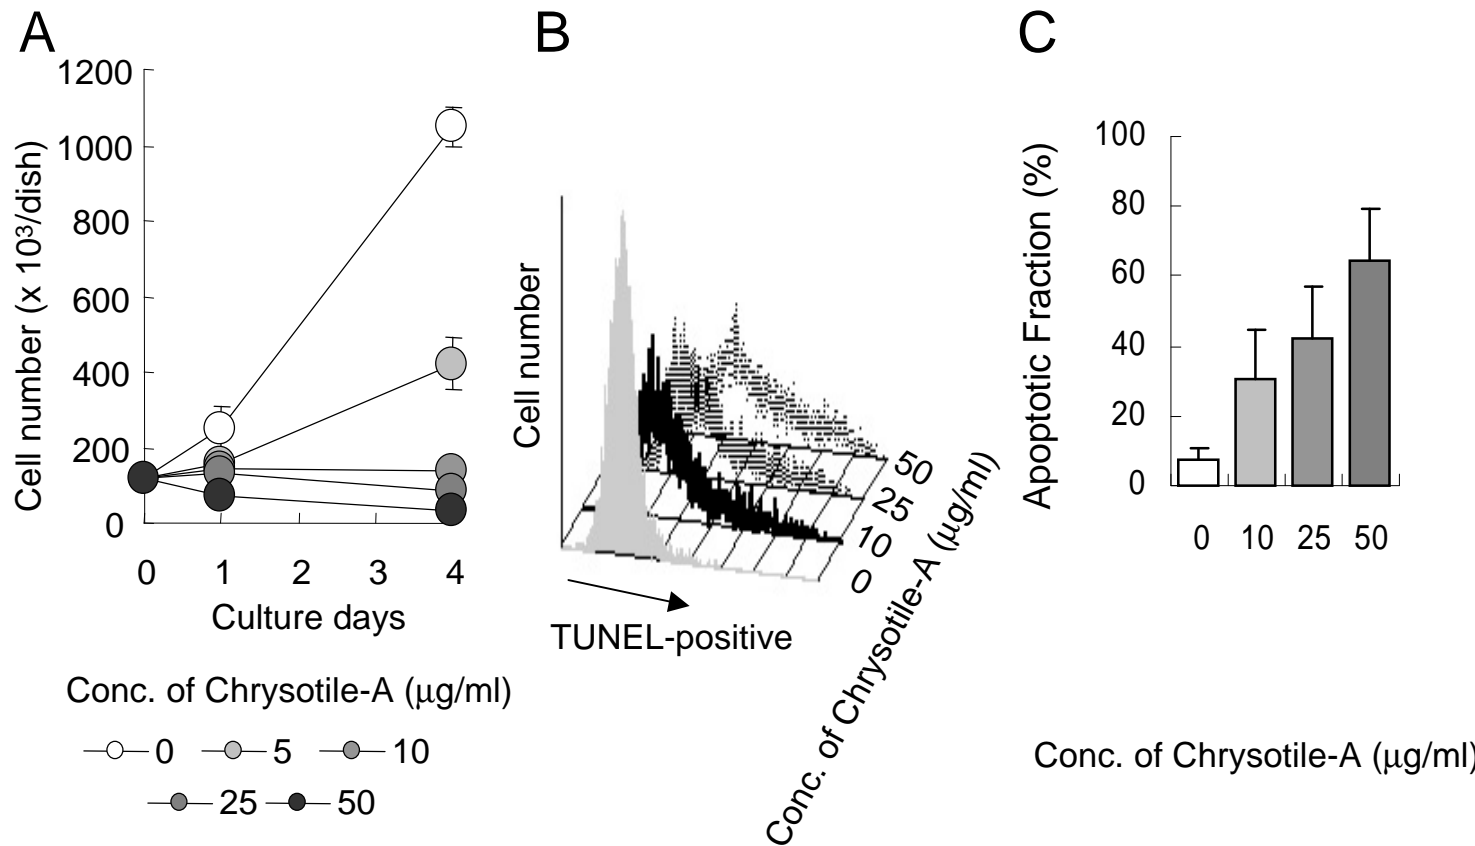 A
1200
1000
800
600
400
200
0
Cell number (x 10³/dish)
0 1 2 3 4
Culture days
Conc. of Chrysotile-A (μg/ml)
0 5 10
25 50
B
Cell number
TUNEL-positive
50
25
10
0
Conc. of Chrysotile-A (μg/ml)
C
100
80
60
40
20
0
Apoptotic Fraction (%)
0 10 25 50
Conc. of Chrysotile-A (μg/ml)